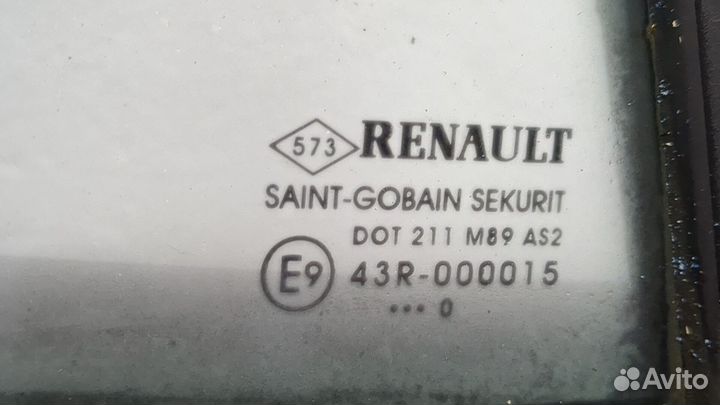 573 RENAULT
SAINT-GOBAIN SEKURIT
DOT 211 M89 AS2
E9 43R-000015
••• 0
Avito